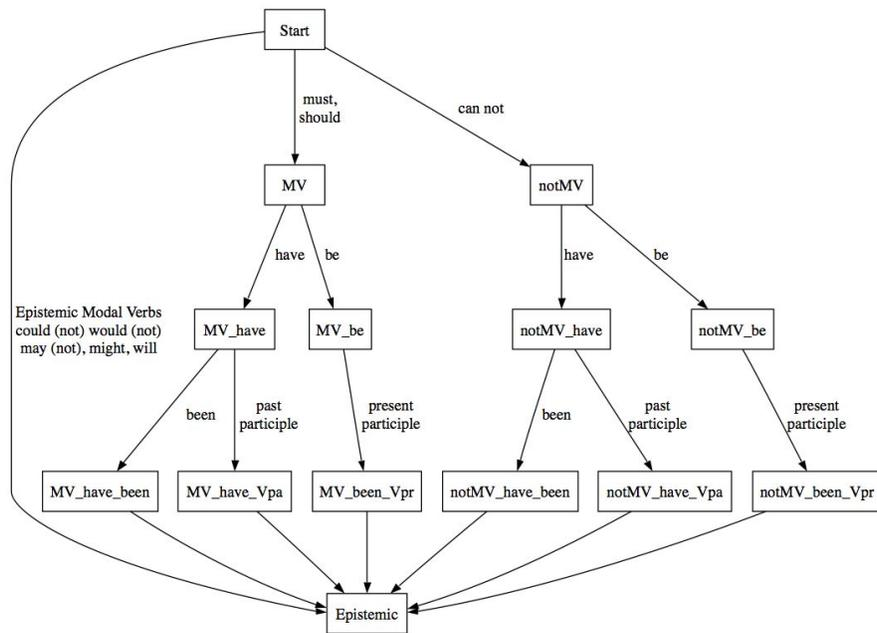 Start
must,
should
can not
MV
notMV
have
be
have
be
Epistemic Modal Verbs
could (not) would (not)
may (not), might, will
MV_have
MV_be
notMV_have
notMV_be
been
past
participle
present
participle
been
past
participle
present
participle
MV_have_been
MV_have_Vpa
MV_been_Vpr
notMV_have_been
notMV_have_Vpa
notMV_been_Vpr
Epistemic